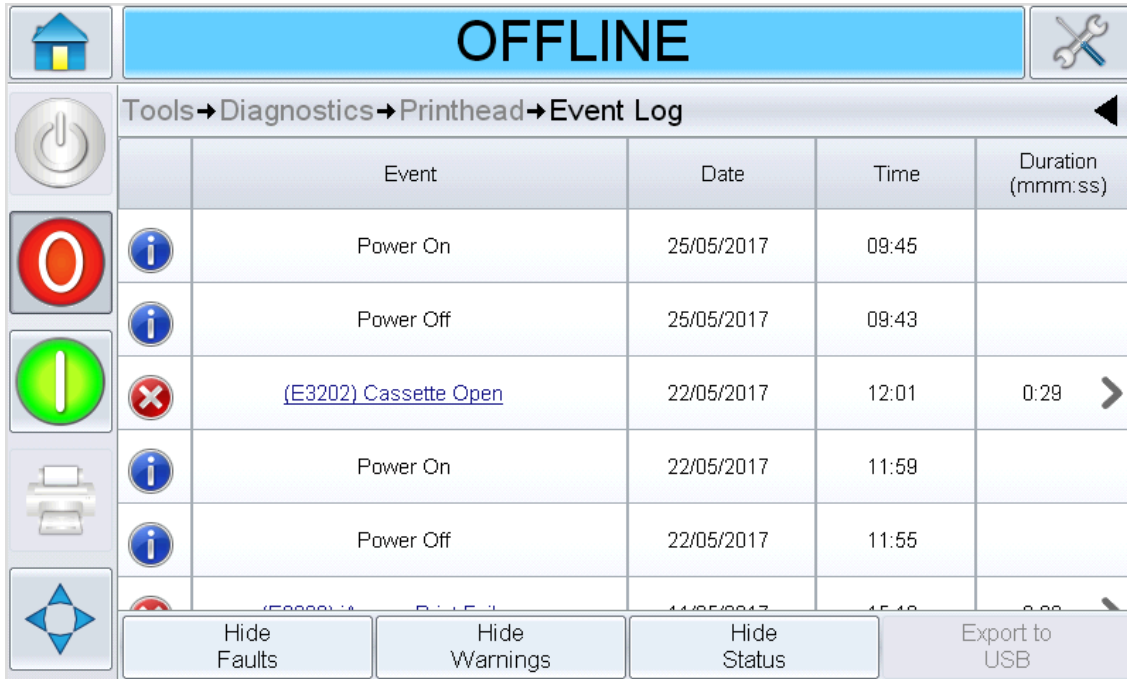 OFFLINE
Tools→Diagnostics→Printhead→Event Log
Event Date Time Duration (mmm:ss)
Power On 25/05/2017 09:45
Power Off 25/05/2017 09:43
(E3202) Cassette Open 22/05/2017 12:01 0:29
Power On 22/05/2017 11:59
Power Off 22/05/2017 11:55
Hide Faults
Hide Warnings
Hide Status
Export to USB